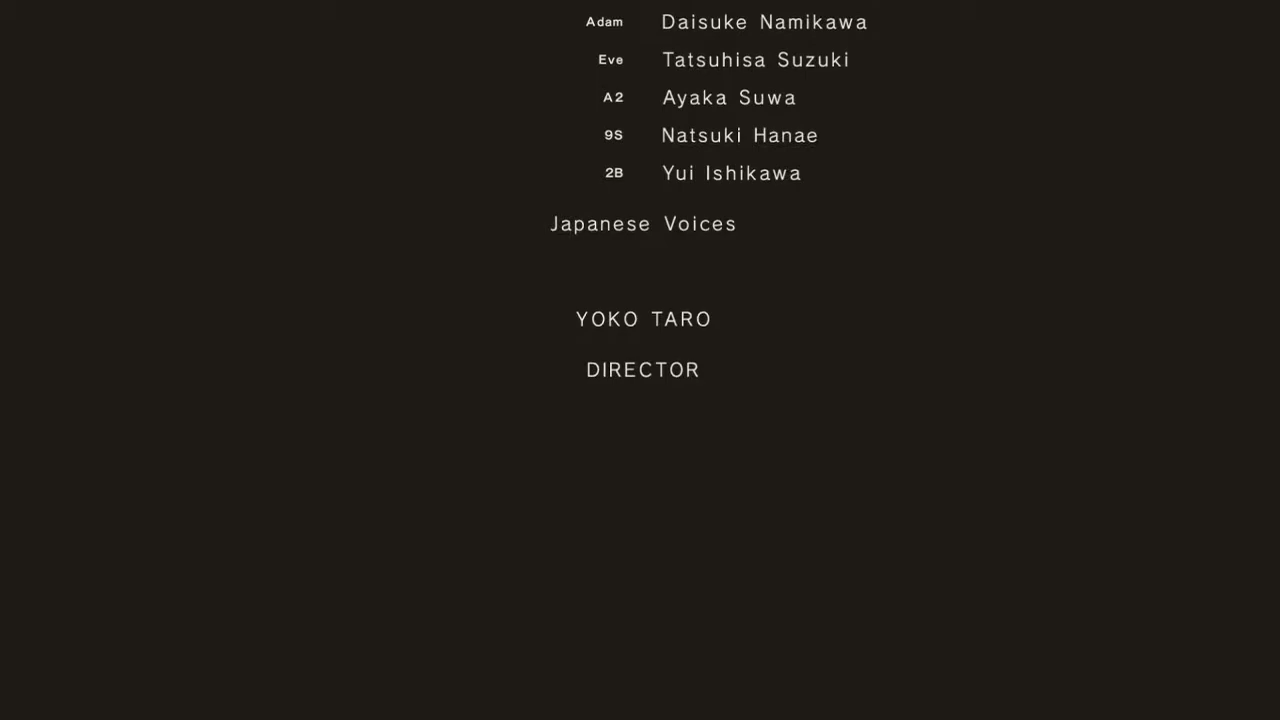 Adam Daisuke Namikawa
Eve Tatsuhisa Suzuki
A2 Ayaka Suwa
9S Natsuki Hanae
2B Yui Ishikawa
Japanese Voices
YOKO TARO
DIRECTOR